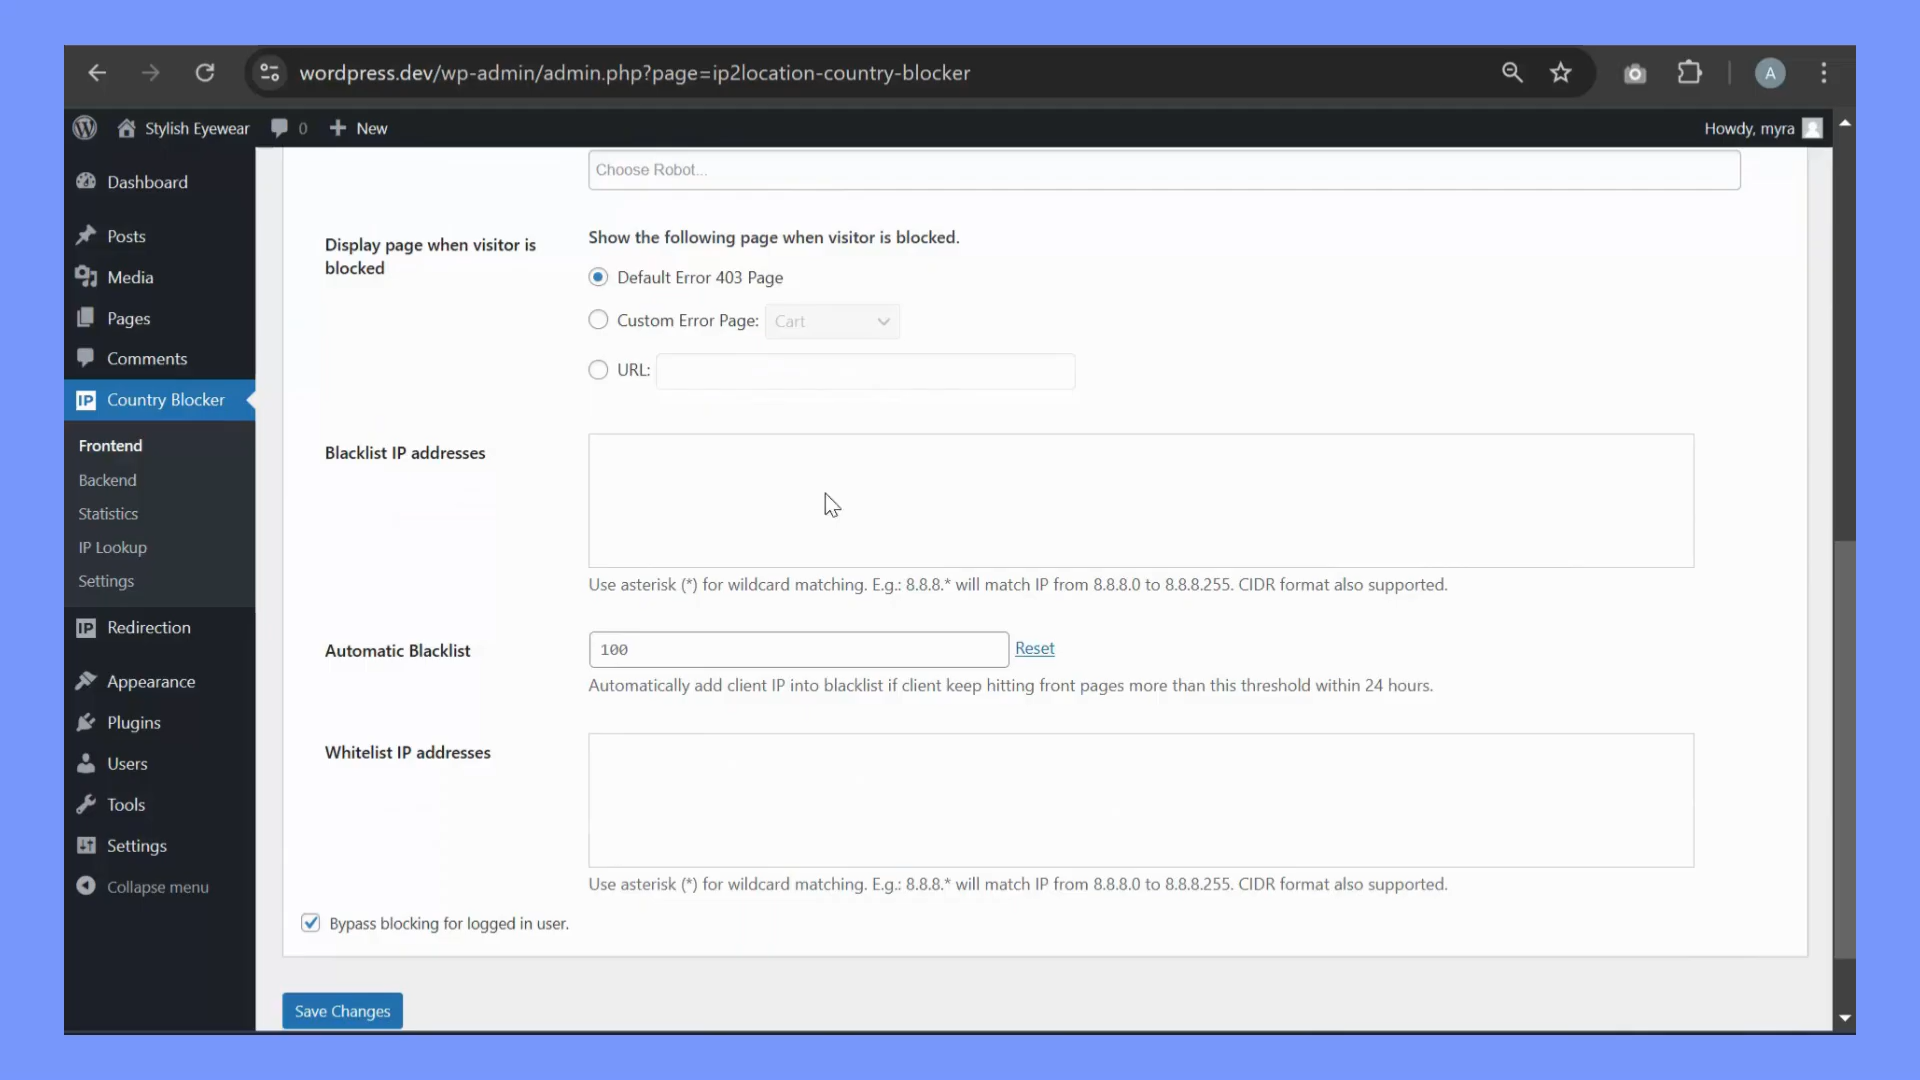 wordpress.dev/wp-admin/admin.php?page=ip2location-country-blocker
A
Stylish Eyewear
0
New
Howdy, myra
Dashboard
Posts
Media
Pages
Comments
IP Country Blocker
Frontend
Backend
Statistics
IP Lookup
Settings
IP Redirection
Appearance
Plugins
Users
Tools
Settings
Collapse menu
Choose Robot...
Display page when visitor is
blocked
Show the following page when visitor is blocked.
Default Error 403 Page
Custom Error Page: Cart
URL:
Blacklist IP addresses
Use asterisk (*) for wildcard matching. E.g.: 8.8.8.* will match IP from 8.8.8.0 to 8.8.8.255. CIDR format also supported.
Automatic Blacklist
100
Reset
Automatically add client IP into blacklist if client keep hitting front pages more than this threshold within 24 hours.
Whitelist IP addresses
Use asterisk (*) for wildcard matching. E.g.: 8.8.8.* will match IP from 8.8.8.0 to 8.8.8.255. CIDR format also supported.
Bypass blocking for logged in user.
Save Changes